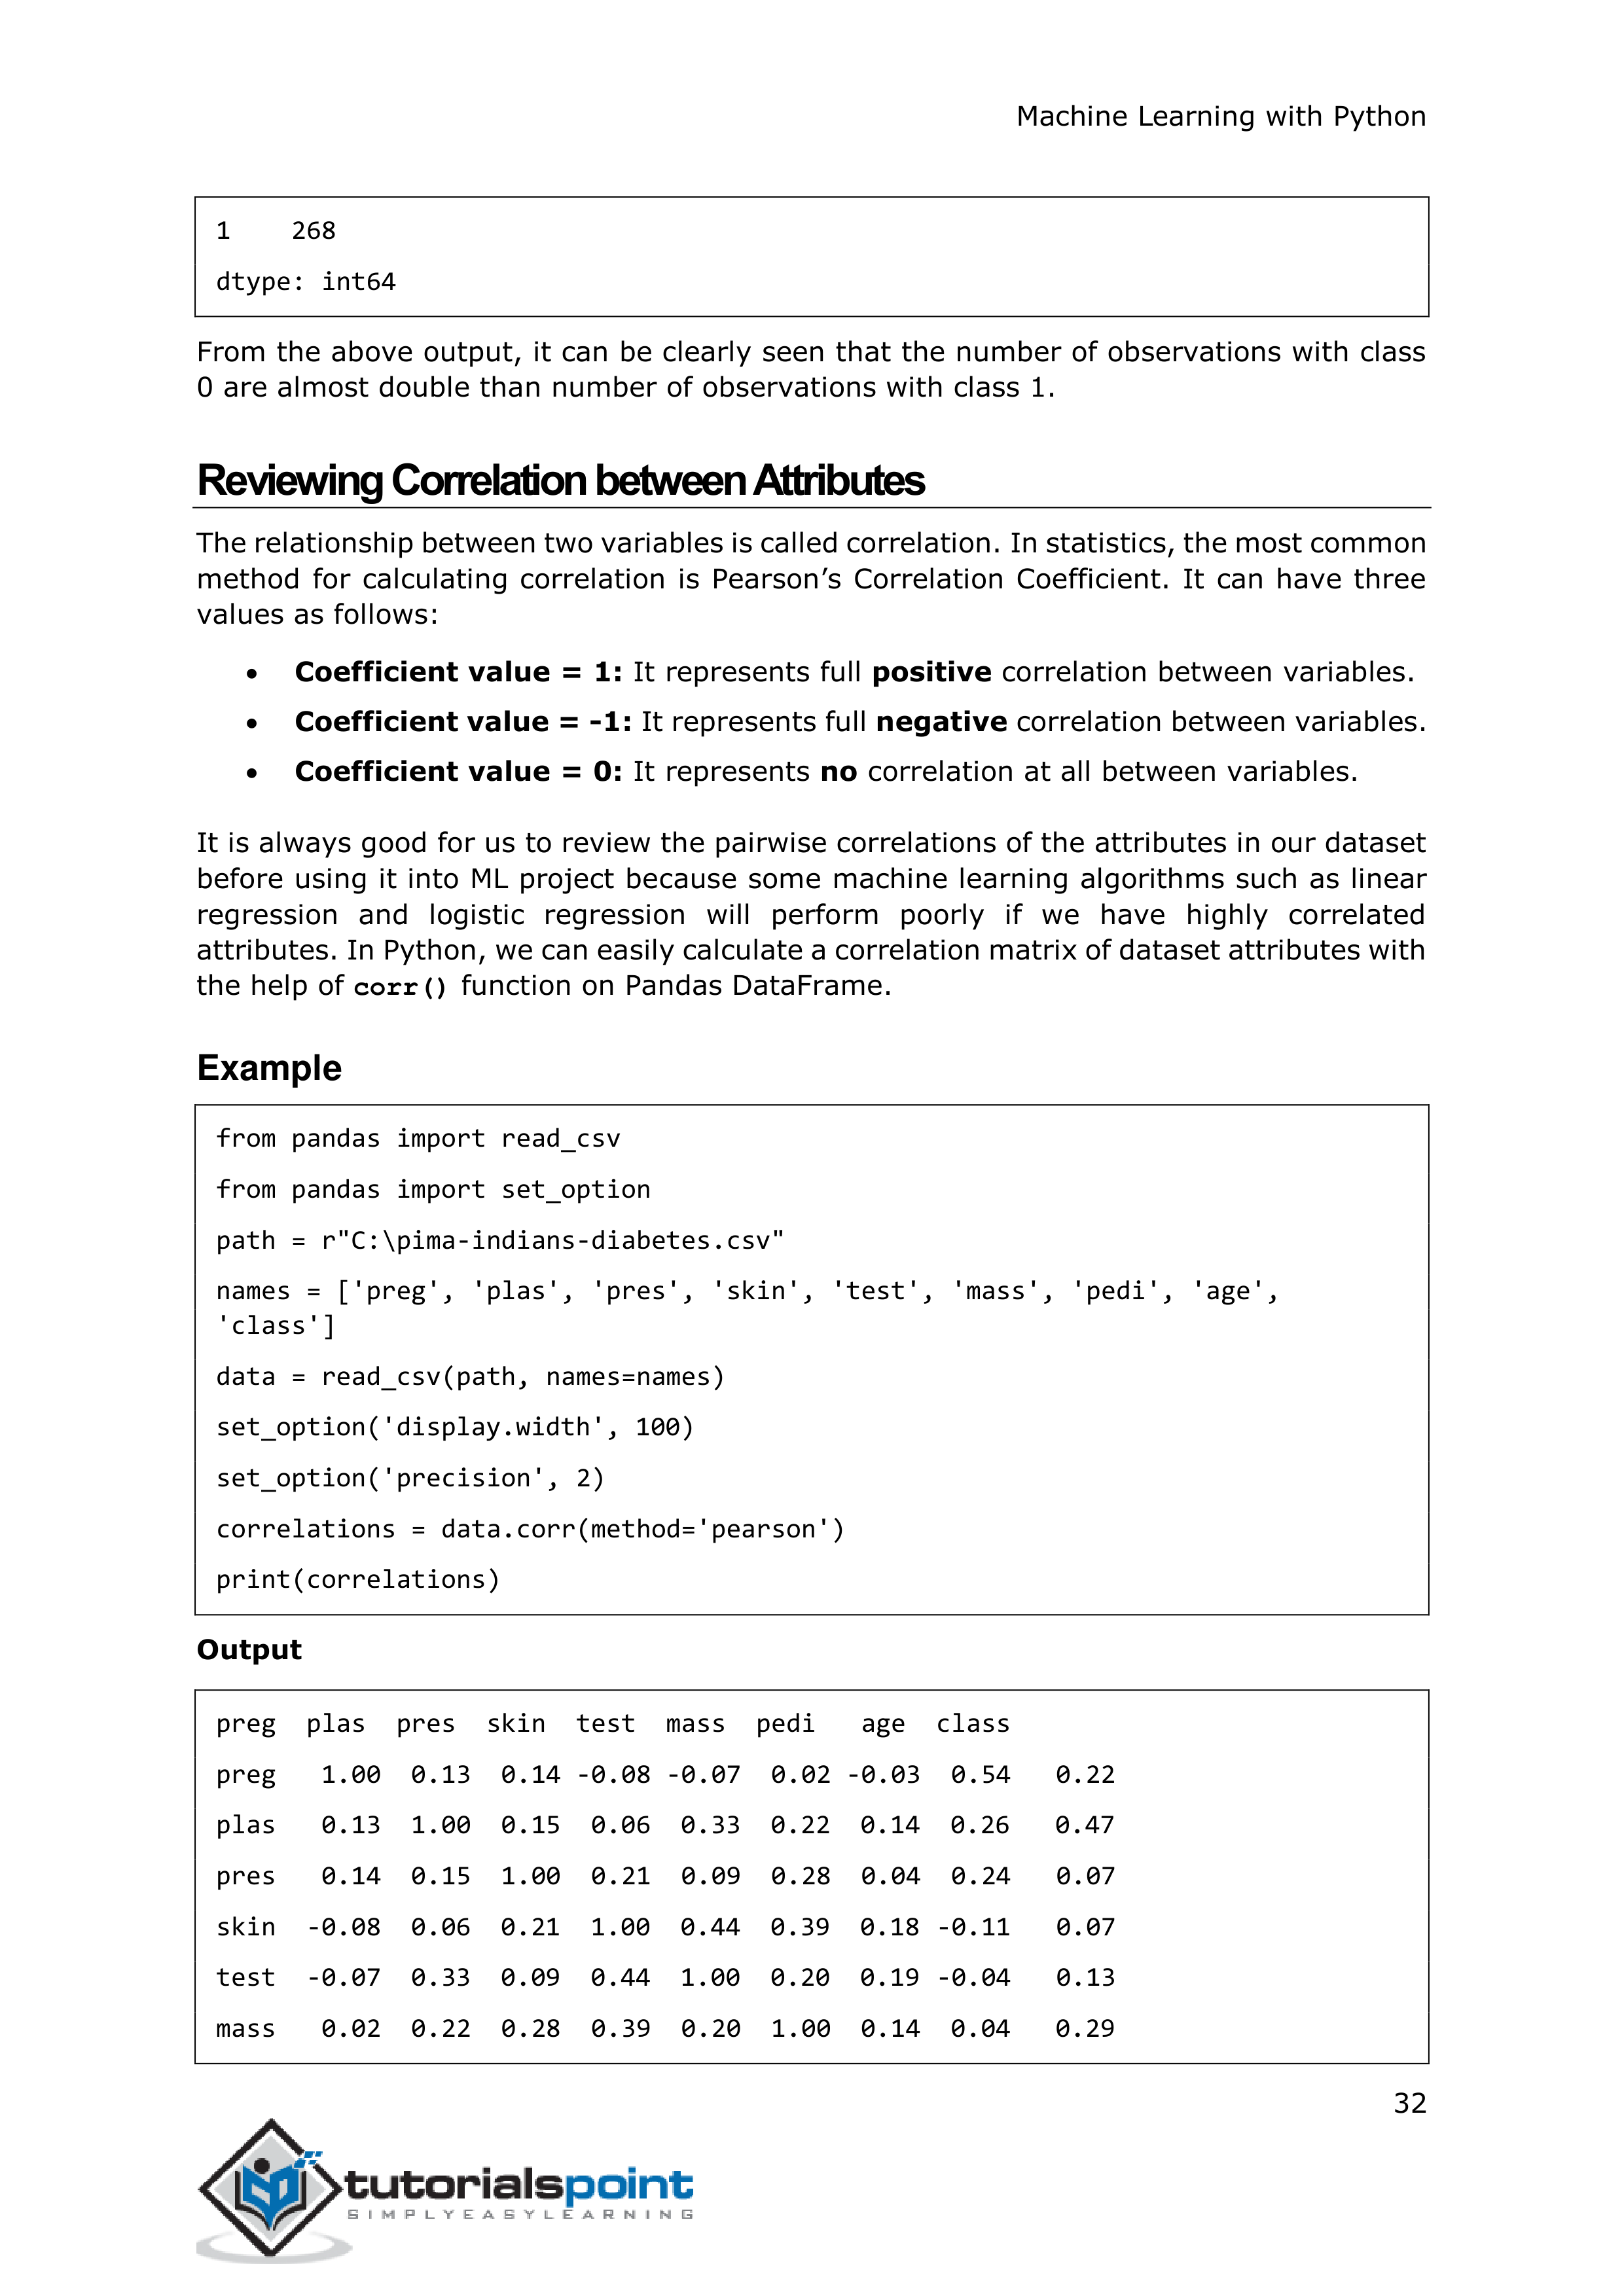 Machine Learning with Python
1    268
dtype: int64
From the above output, it can be clearly seen that the number of observations with class
0 are almost double than number of observations with class 1.
Reviewing Correlation between Attributes
The relationship between two variables is called correlation. In statistics, the most common
method for calculating correlation is Pearson’s Correlation Coefficient. It can have three
values as follows:
• Coefficient value = 1: It represents full positive correlation between variables.
• Coefficient value = -1: It represents full negative correlation between variables.
• Coefficient value = 0: It represents no correlation at all between variables.
It is always good for us to review the pairwise correlations of the attributes in our dataset
before using it into ML project because some machine learning algorithms such as linear
regression and logistic regression will perform poorly if we have highly correlated
attributes. In Python, we can easily calculate a correlation matrix of dataset attributes with
the help of corr() function on Pandas DataFrame.
Example
from pandas import read_csv
from pandas import set_option
path = r"C:\pima-indians-diabetes.csv"
names = ['preg', 'plas', 'pres', 'skin', 'test', 'mass', 'pedi', 'age',
'class']
data = read_csv(path, names=names)
set_option('display.width', 100)
set_option('precision', 2)
correlations = data.corr(method='pearson')
print(correlations)
Output
preg  plas  pres  skin  test  mass  pedi   age  class
preg   1.00  0.13  0.14 -0.08 -0.07  0.02 -0.03  0.54   0.22
plas   0.13  1.00  0.15  0.06  0.33  0.22  0.14  0.26   0.47
pres   0.14  0.15  1.00  0.21  0.09  0.28  0.04  0.24   0.07
skin  -0.08  0.06  0.21  1.00  0.44  0.39  0.18 -0.11   0.07
test  -0.07  0.33  0.09  0.44  1.00  0.20  0.19 -0.04   0.13
mass   0.02  0.22  0.28  0.39  0.20  1.00  0.14  0.04   0.29
32
tutorialspoint
SIMPLYEASYLEARNING